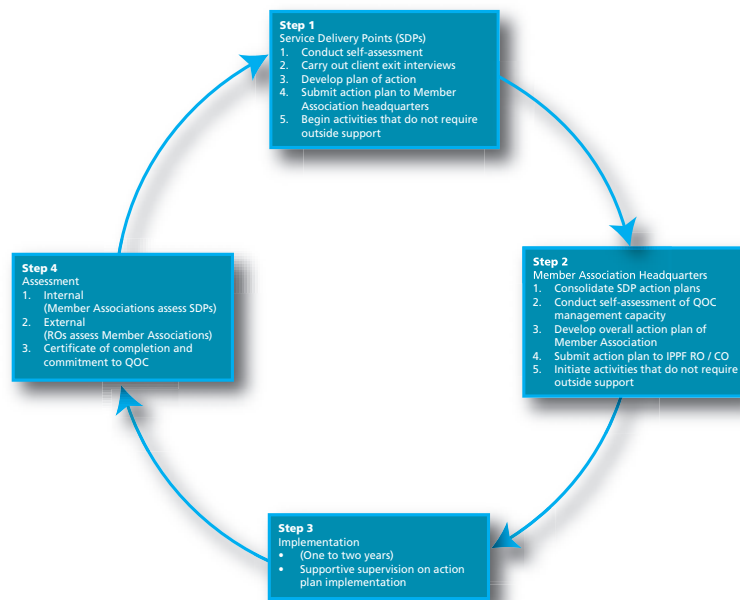 Step 1
Service Delivery Points (SDPs)
1. Conduct self-assessment
2. Carry out client exit interviews
3. Develop plan of action
4. Submit action plan to Member
Association headquarters
5. Begin activities that do not require
outside support
Step 2
Member Association Headquarters
1. Consolidate SDP action plans
2. Conduct self-assessment of QOC
management capacity
3. Develop overall action plan of
Member Association
4. Submit action plan to IPPF RO / CO
5. Initiate activities that do not require
outside support
Step 3
Implementation
• (One to two years)
• Supportive supervision on action
plan implementation
Step 4
Assessment
1. Internal
(Member Associations assess SDPs)
2. External
(ROs assess Member Associations)
3. Certificate of completion and
commitment to QOC